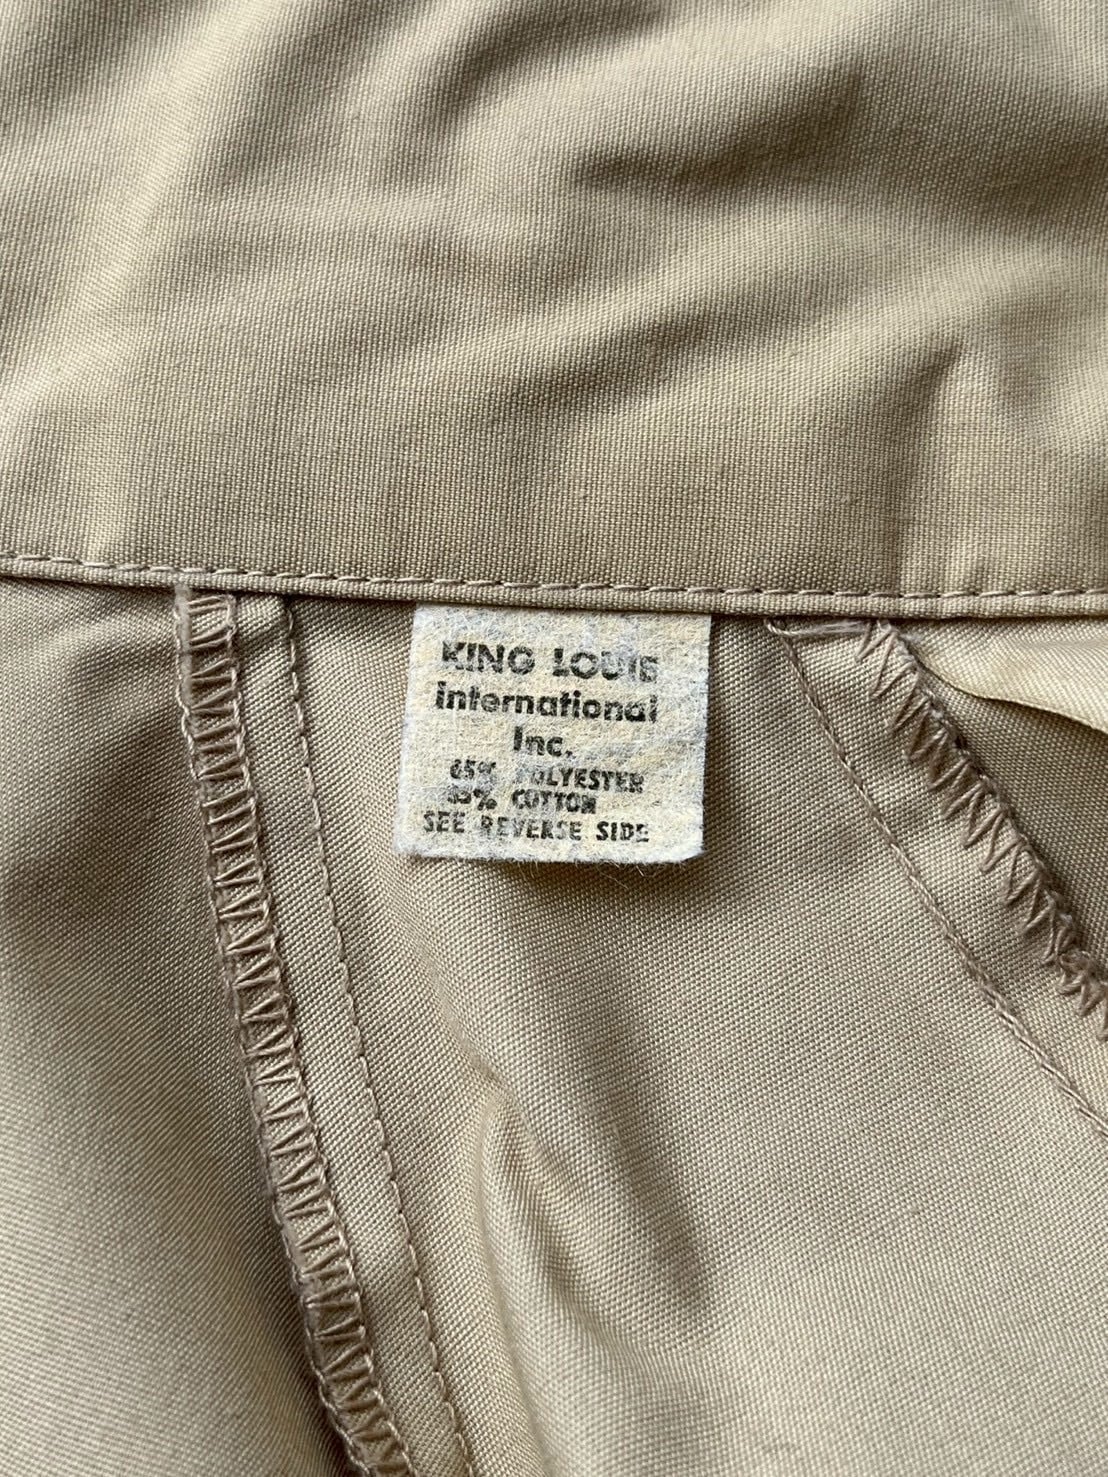 KING LOUIE
international
Inc.
65% POLYESTER
35% COTTON
SEE REVERSE SIDE